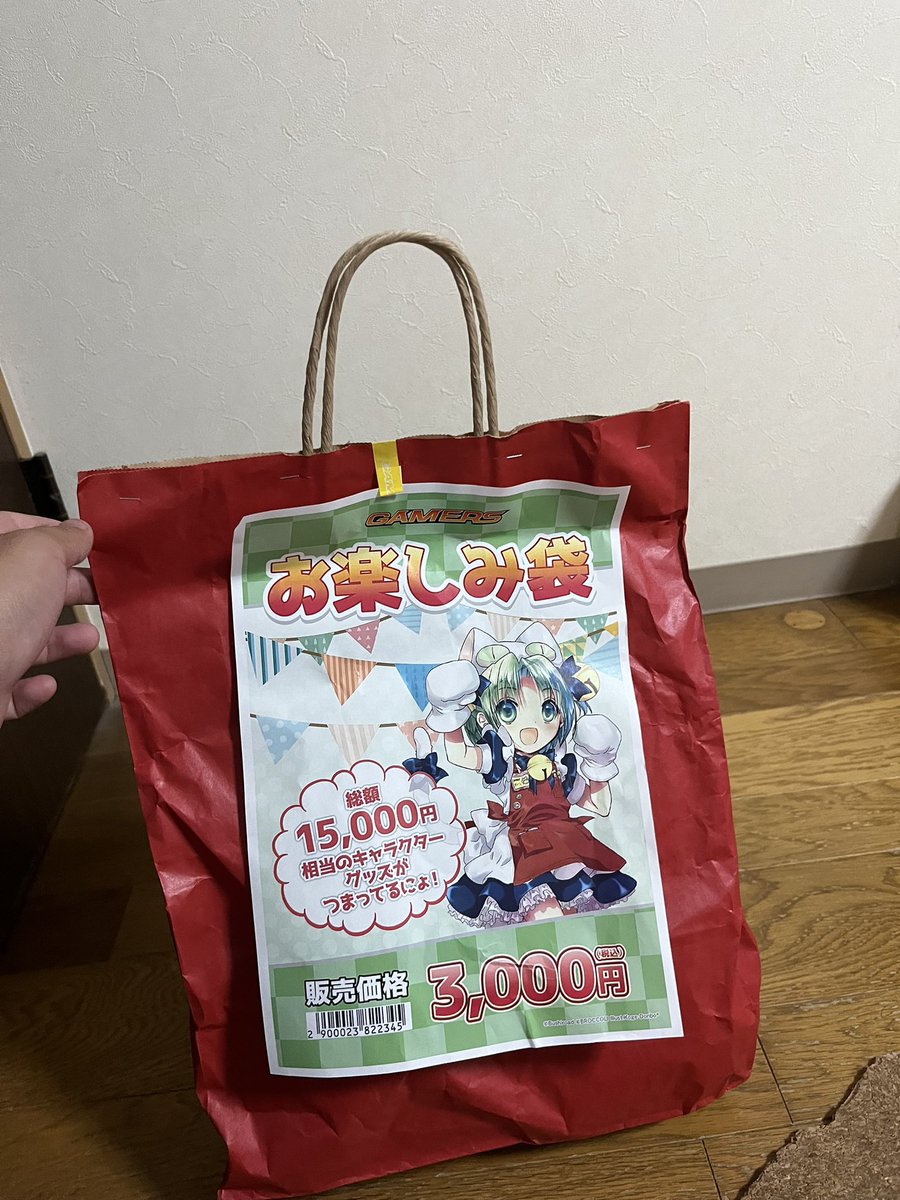 GAMERS
お楽しみ袋
総額
15,000円
相当のキャラクター
グッズが
つまってるにょ!
販売価格
3,000円
(税込)
2 900023 822345